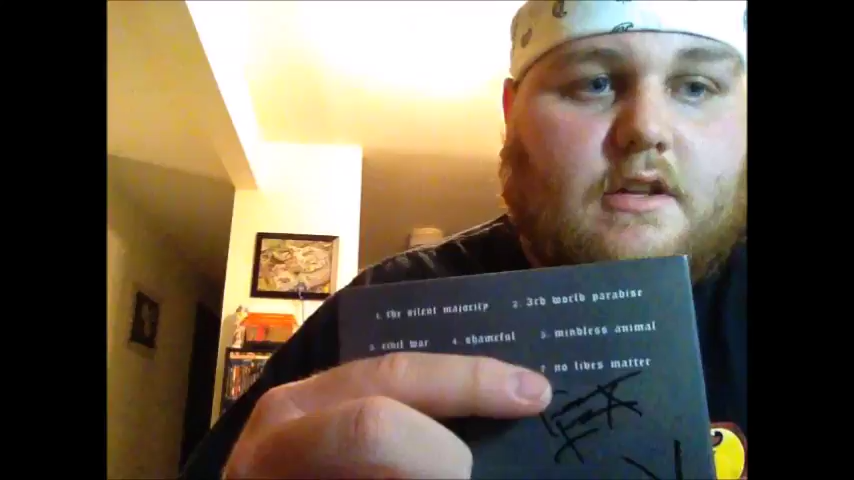 1. the silent majority 2. 3rd world paradise
3. civil war 4. shameful 5. mindless animal
7 no lives matter